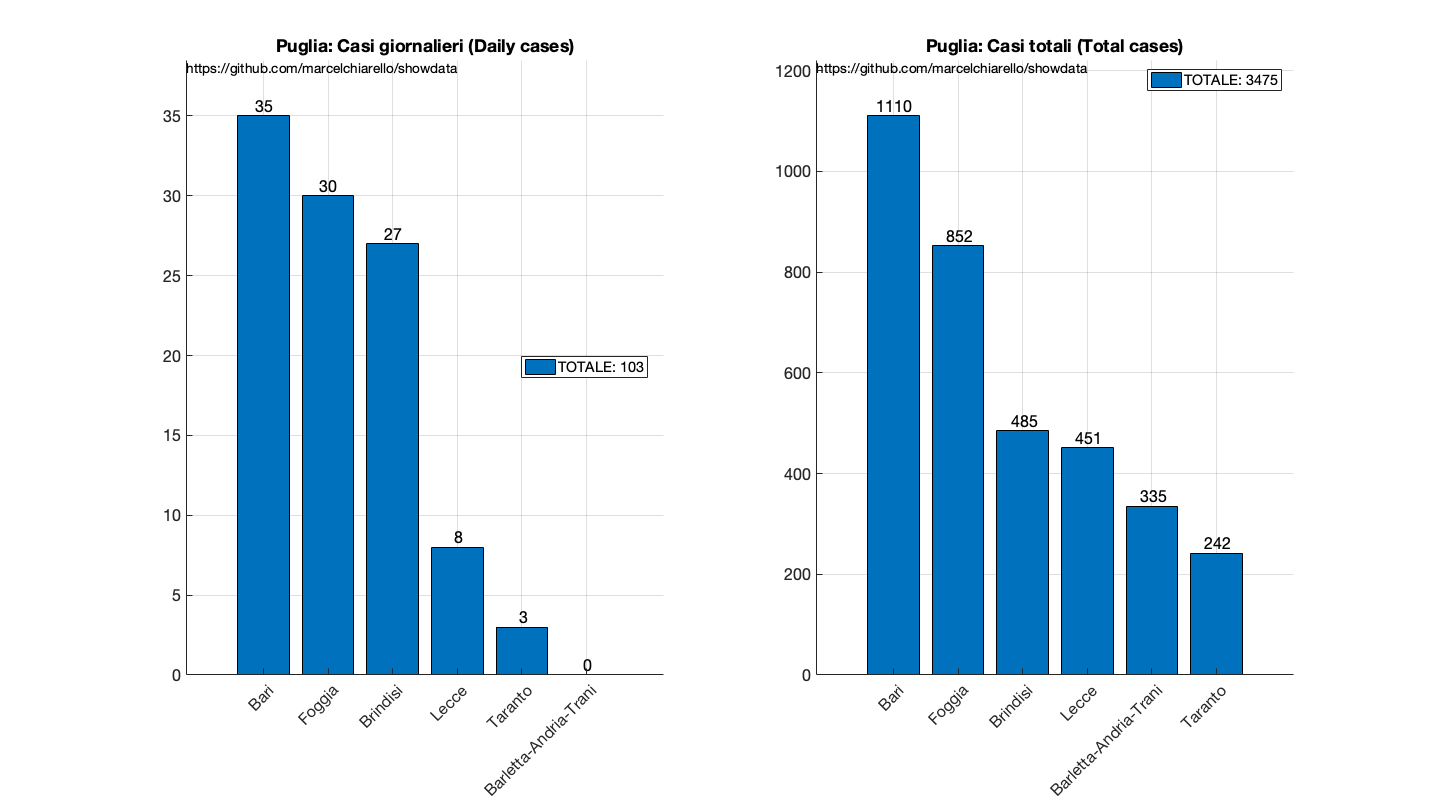 Puglia: Casi giornalieri (Daily cases)
https://github.com/marcelchiarello/showdata
35
30
25
20
15
10
5
0
35
30
27
8
3
0
TOTALE: 103
Bari
Foggia
Brindisi
Lecce
Taranto
Barletta-Andria-Trani
Puglia: Casi totali (Total cases)
https://github.com/marcelchiarello/showdata
TOTALE: 3475
1200
1000
800
600
400
200
0
1110
852
485
451
335
242
Bari
Foggia
Brindisi
Lecce
Barletta-Andria-Trani
Taranto